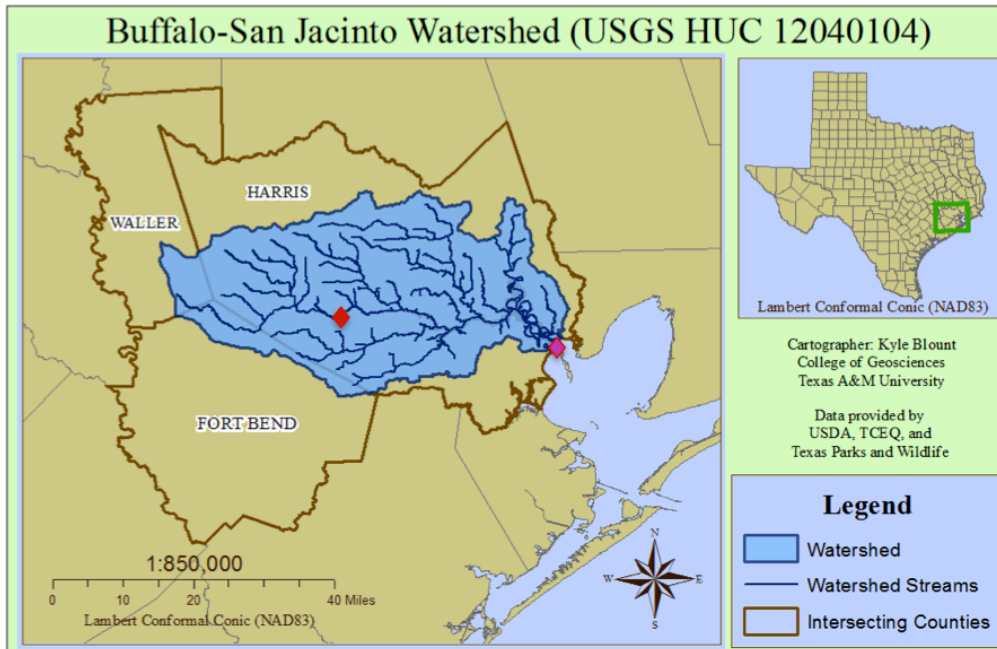 Buffalo-San Jacinto Watershed (USGS HUC 12040104)
HARRIS
WALLER
FORT BEND
1:850,000
0 10 20 40 Miles
Lambert Conformal Conic (NAD83)
N
W E
S
Lambert Conformal Conic (NAD83)
Cartographer: Kyle Blount
College of Geosciences
Texas A&M University
Data provided by
USDA, TCEQ, and
Texas Parks and Wildlife
Legend
Watershed
Watershed Streams
Intersecting Counties